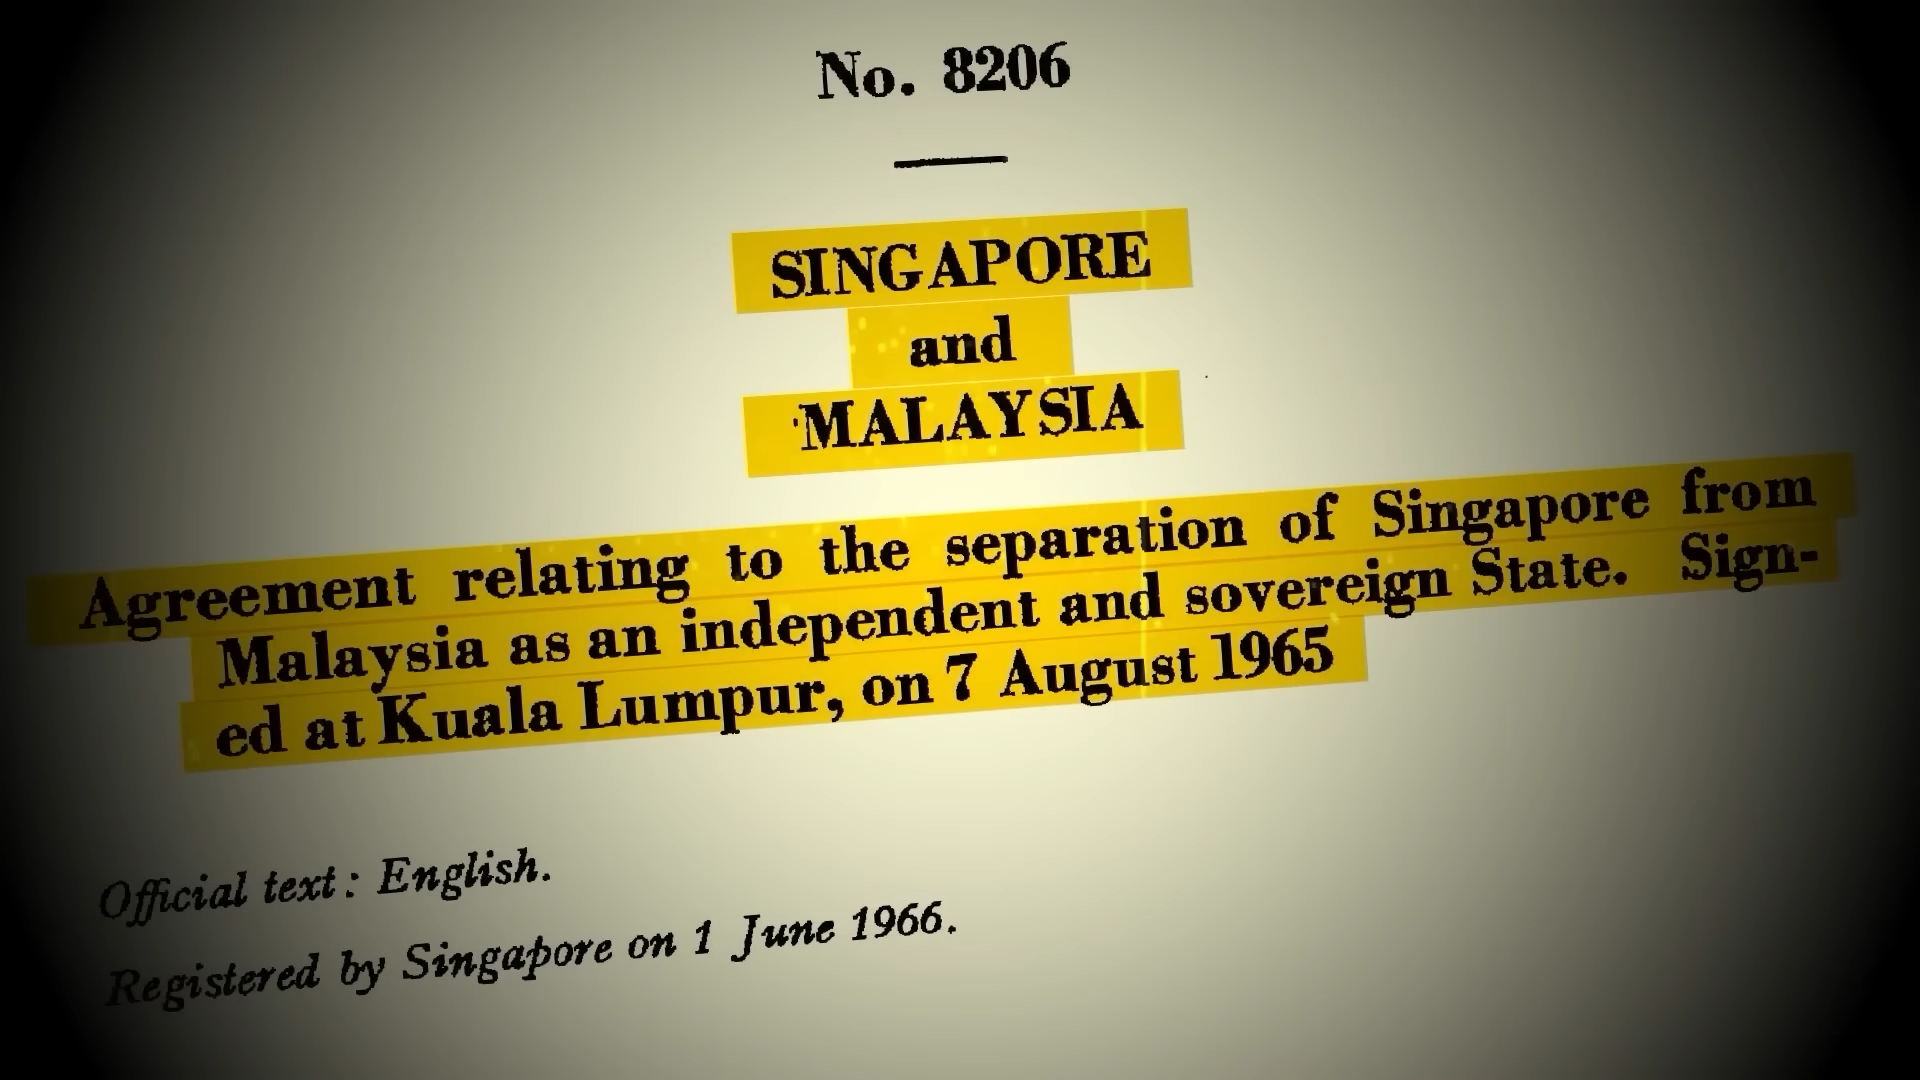 No. 8206
SINGAPORE
and
MALAYSIA
Agreement relating to the separation of Singapore from
Malaysia as an independent and sovereign State. Sign-
ed at Kuala Lumpur, on 7 August 1965
Official text: English.
Registered by Singapore on 1 June 1966.